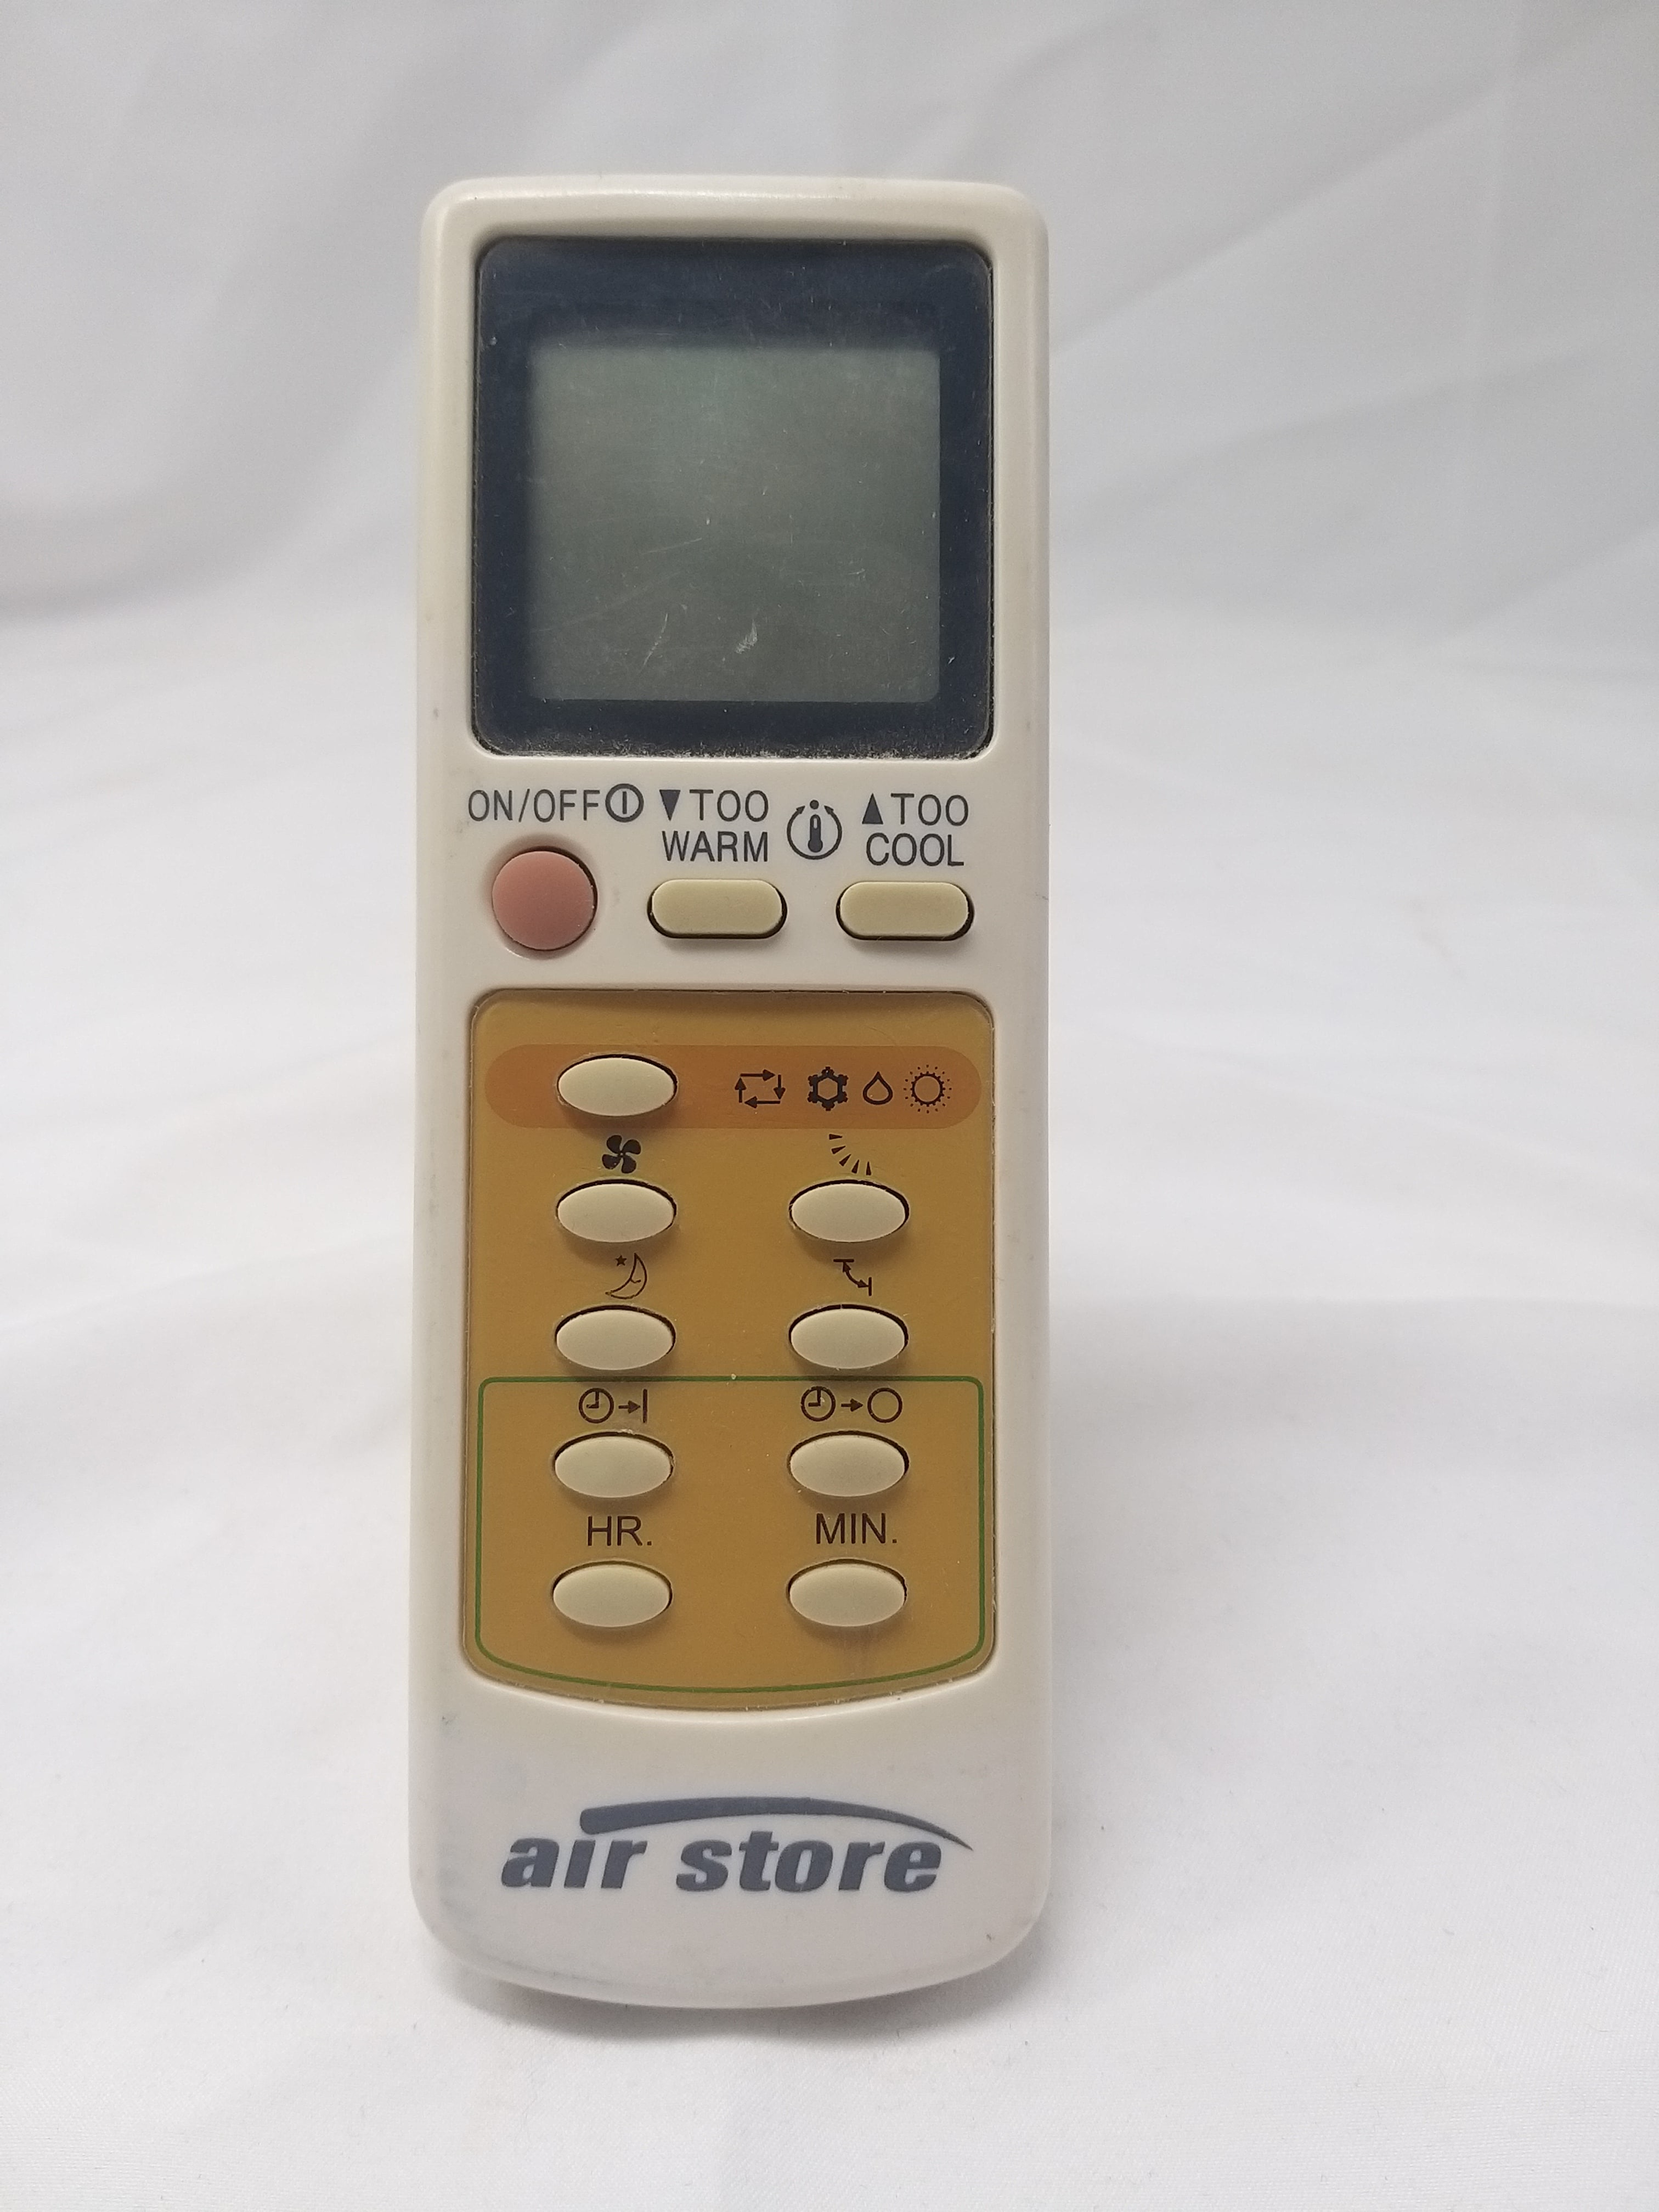 ON/OFF ▼TOO WARM ▲TOO COOL
HR. MIN.
air store